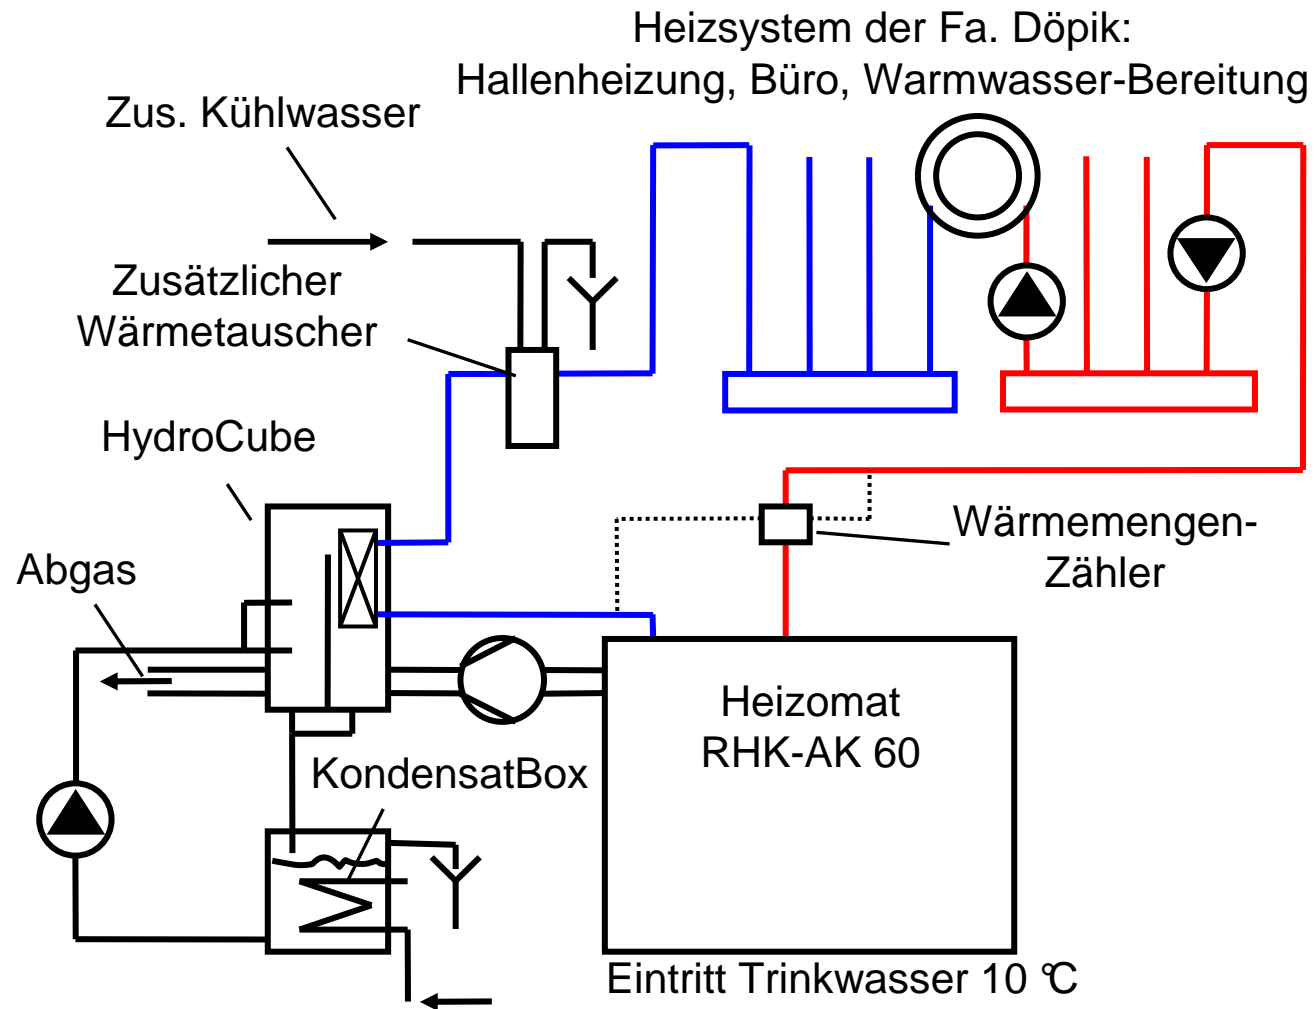 Heizsystem der Fa. Döpik:
Hallenheizung, Büro, Warmwasser-Bereitung
Zus. Kühlwasser
Zusätzlicher
Wärmetauscher
HydroCube
Abgas
Wärmemengen-
Zähler
Heizomat
RHK-AK 60
KondensatBox
Eintritt Trinkwasser 10 °C